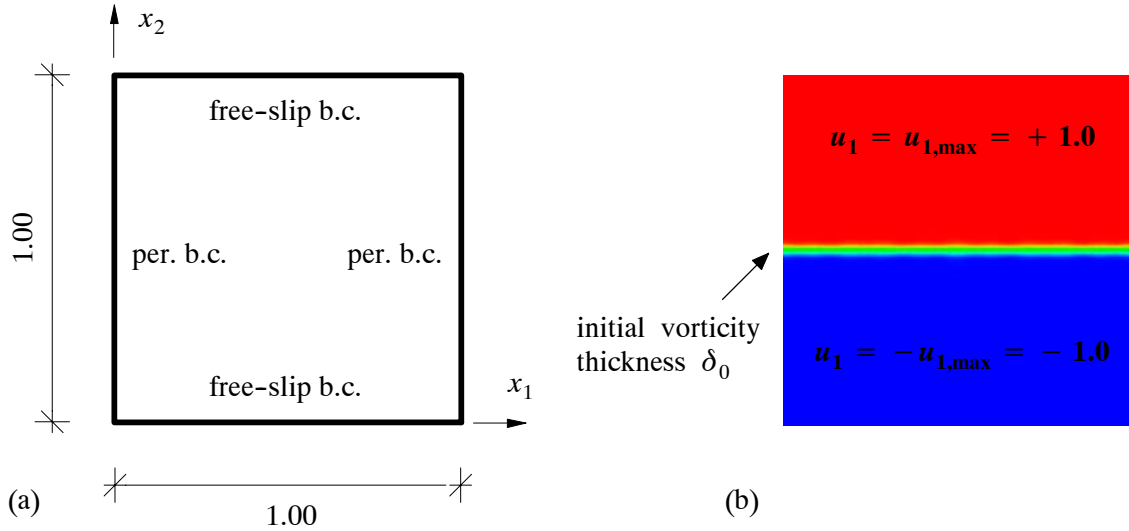 x₂
free-slip b.c.
1.00
per. b.c.
per. b.c.
free-slip b.c.
x₁
(a)
1.00
u₁ = u₁,max = + 1.0
initial vorticity
thickness δ₀
u₁ = −u₁,max = − 1.0
(b)